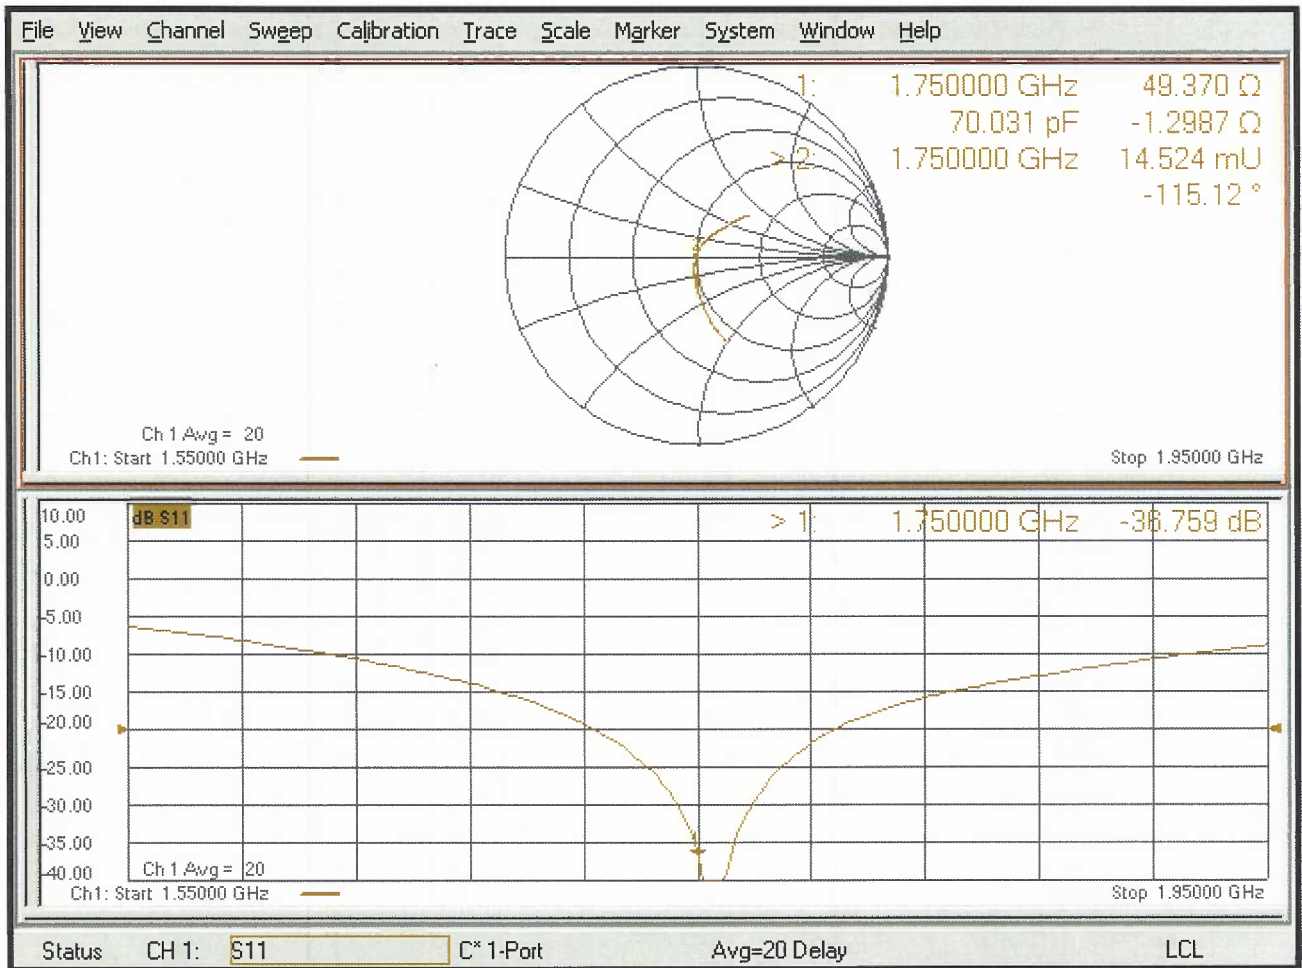 File View Channel Sweep Calibration Trace Scale Marker System Window Help
1: 1.750000 GHz 49.370 Ω
70.031 pF -1.2987 Ω
> 2: 1.750000 GHz 14.524 mU
-115.12 °
Ch 1 Avg = 20
Ch1: Start 1.55000 GHz
Stop 1.95000 GHz
10.00
dB S11
> 1: 1.750000 GHz -36.759 dB
5.00
0.00
-5.00
-10.00
-15.00
-20.00
-25.00
-30.00
-35.00
1
-40.00
Ch 1 Avg = 20
Ch1: Start 1.55000 GHz
Stop 1.95000 GHz
Status CH 1: S11 C* 1-Port Avg=20 Delay LCL